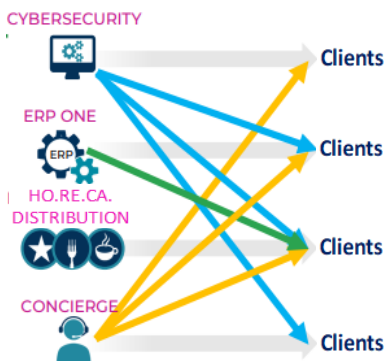 CYBERSECURITY
Clients
ERP ONE
ERP
Clients
HO.RE.CA.
DISTRIBUTION
Clients
CONCIERGE
Clients